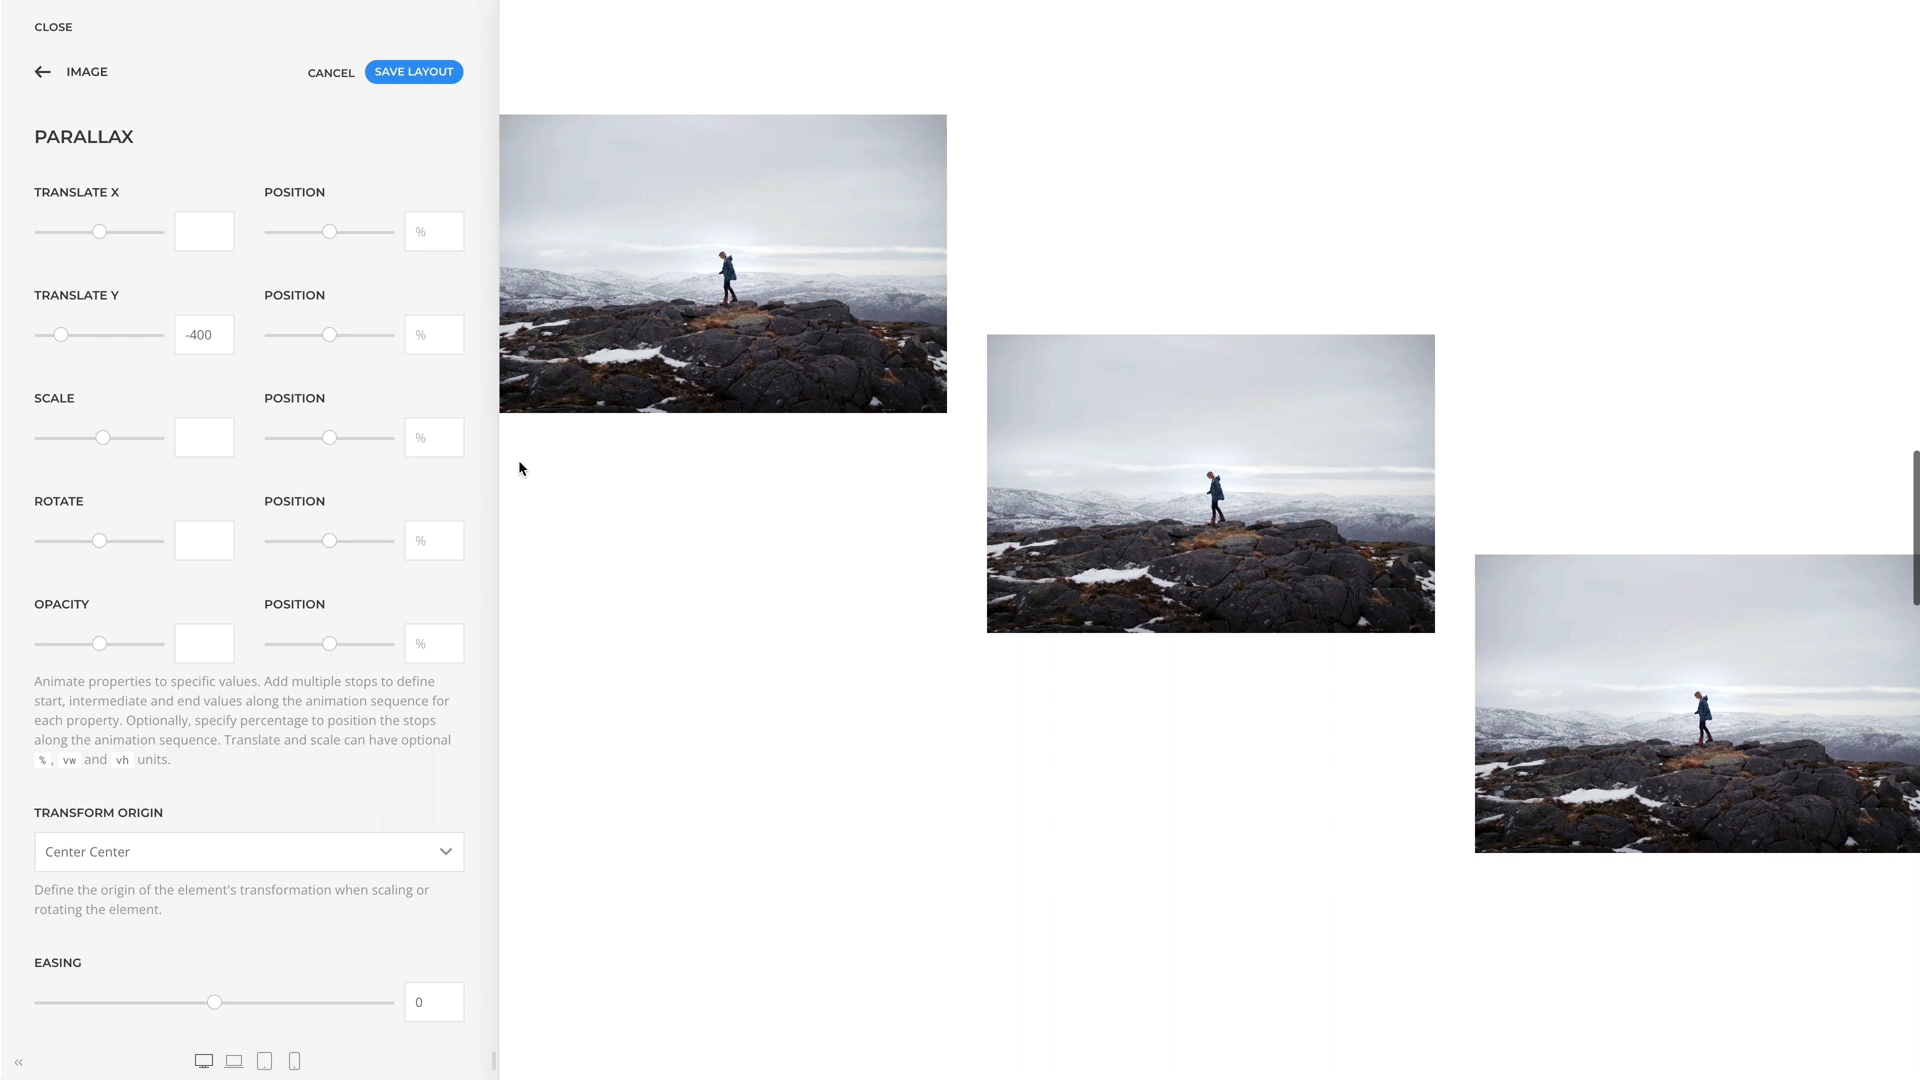 CLOSE
IMAGE
CANCEL
SAVE LAYOUT
PARALLAX
TRANSLATE X
POSITION
%
TRANSLATE Y
POSITION
-400
%
SCALE
POSITION
%
ROTATE
POSITION
%
OPACITY
POSITION
%
Animate properties to specific values. Add multiple stops to define
start, intermediate and end values along the animation sequence for
each property. Optionally, specify percentage to position the stops
along the animation sequence. Translate and scale can have optional
% , vw and vh units.
TRANSFORM ORIGIN
Center Center
Define the origin of the element's transformation when scaling or
rotating the element.
EASING
0